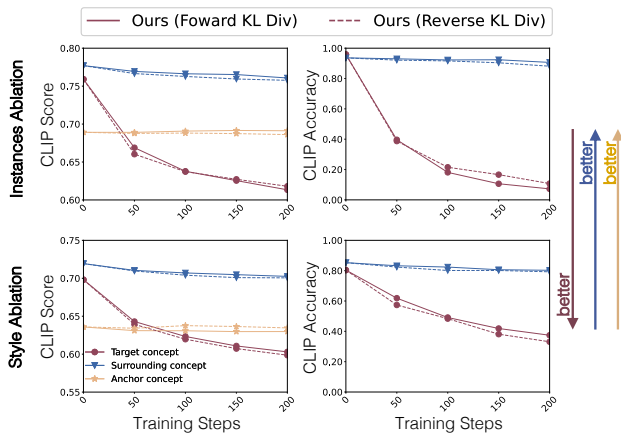 Ours (Foward KL Div) Ours (Reverse KL Div)
Instances Ablation
CLIP Score
0.80
0.75
0.70
0.65
0.60
0 50 100 150 200
CLIP Accuracy
1.00
0.80
0.60
0.40
0.20
0.00
0 50 100 150 200
better
better
better
Style Ablation
CLIP Score
0.75
0.70
0.65
0.60
0.55
Target concept
Surrounding concept
Anchor concept
0 50 100 150 200
Training Steps
CLIP Accuracy
1.00
0.80
0.60
0.40
0.20
0.00
0 50 100 150 200
Training Steps